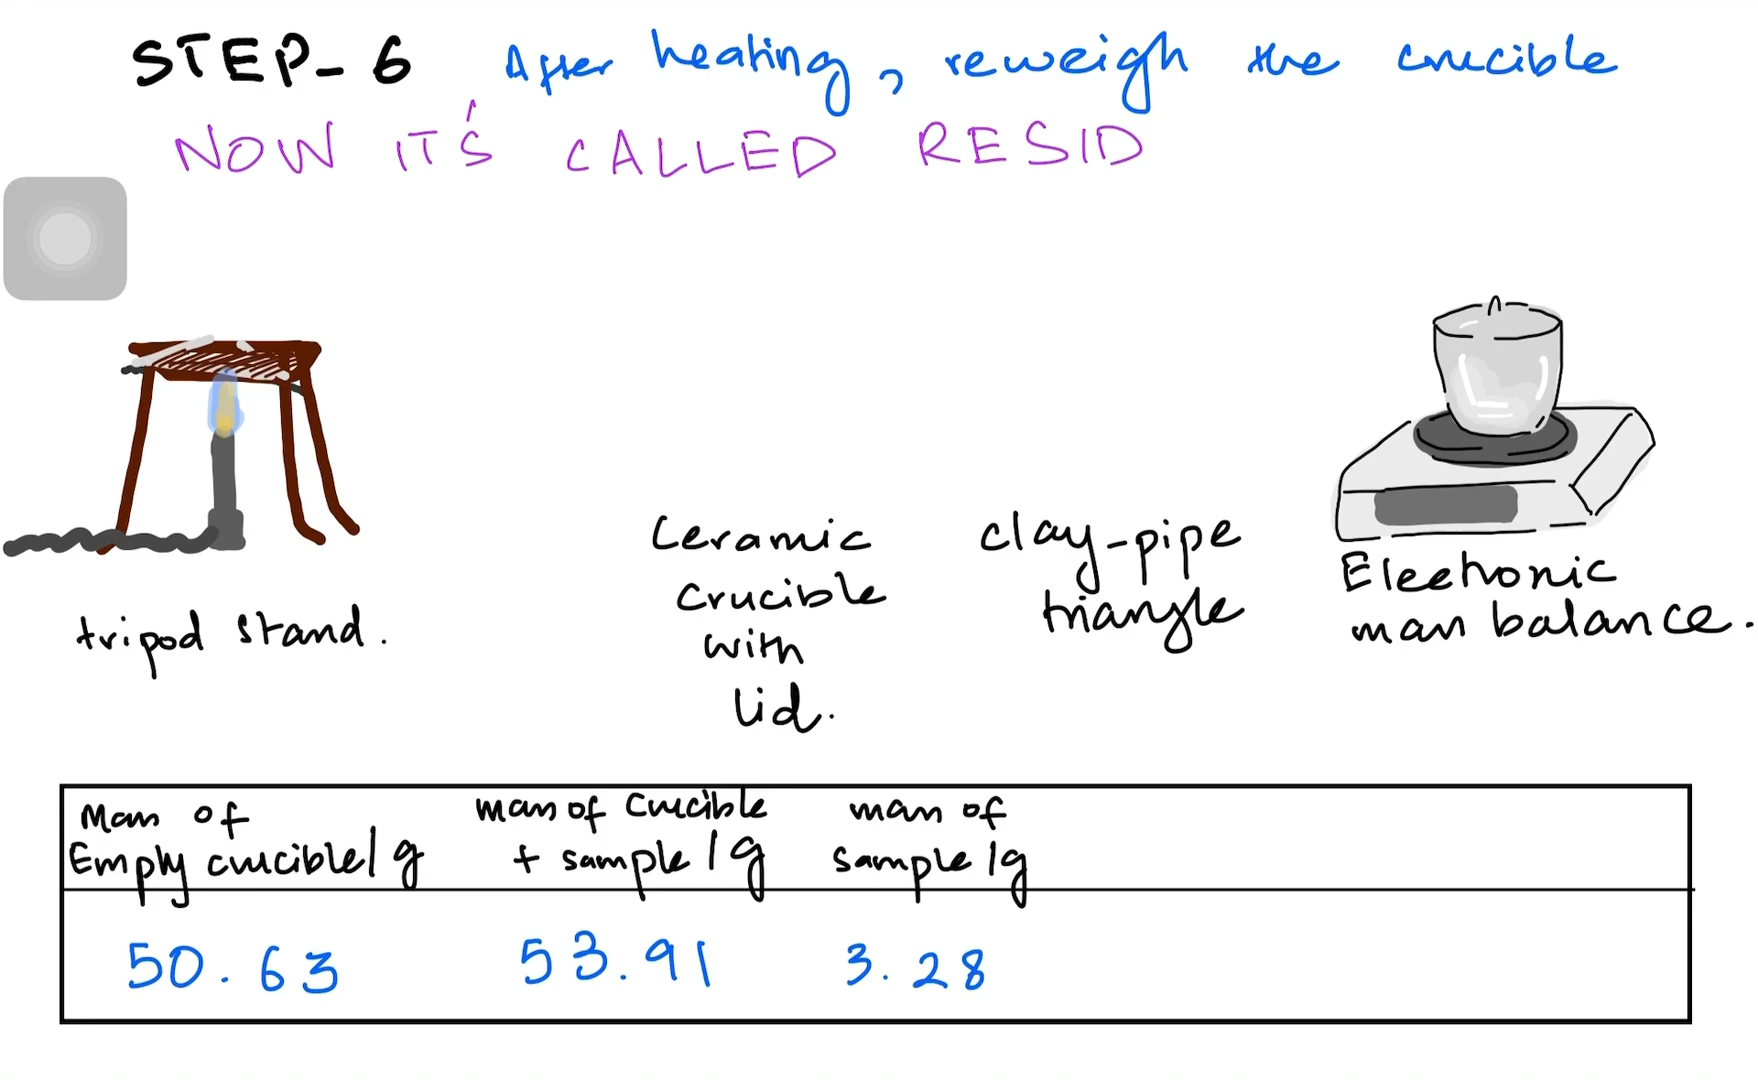 STEP-6 After heating, reweigh the crucible
NOW IT'S CALLED RESID
tripod stand.
Ceramic
crucible
with
lid.
clay-pipe
triangle
Electronic
mass balance.
Mass of
Empty crucible/g
mass of Crucible
+ sample/g
mass of
sample/g
50.63
53.91
3.28